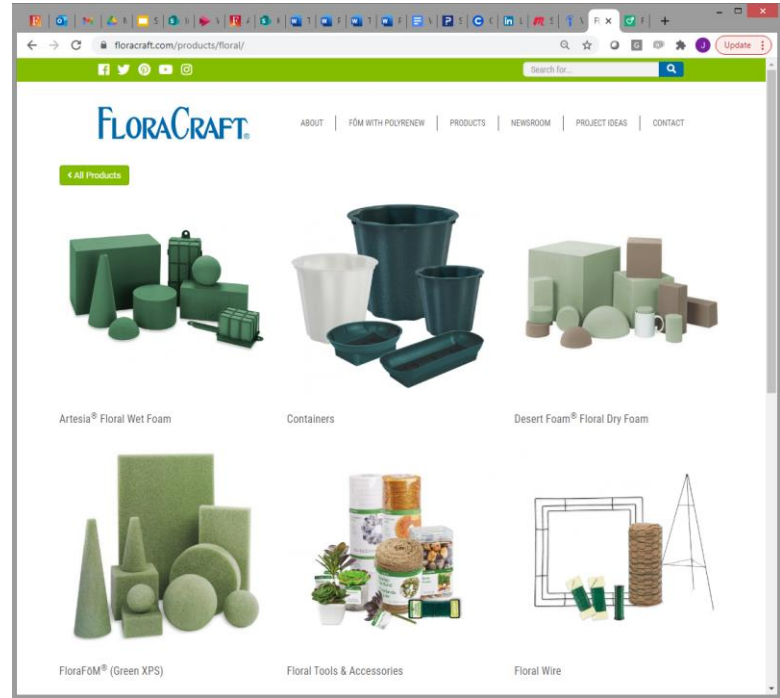 floracraft.com/products/floral/
Update
Search for...
FLORACRAFT®
ABOUT | FŌM WITH POLYRENEW | PRODUCTS | NEWSROOM | PROJECT IDEAS | CONTACT
< All Products
Artesia® Floral Wet Foam
Containers
Desert Foam® Floral Dry Foam
FloraFōM® (Green XPS)
Floral Tools & Accessories
Floral Wire